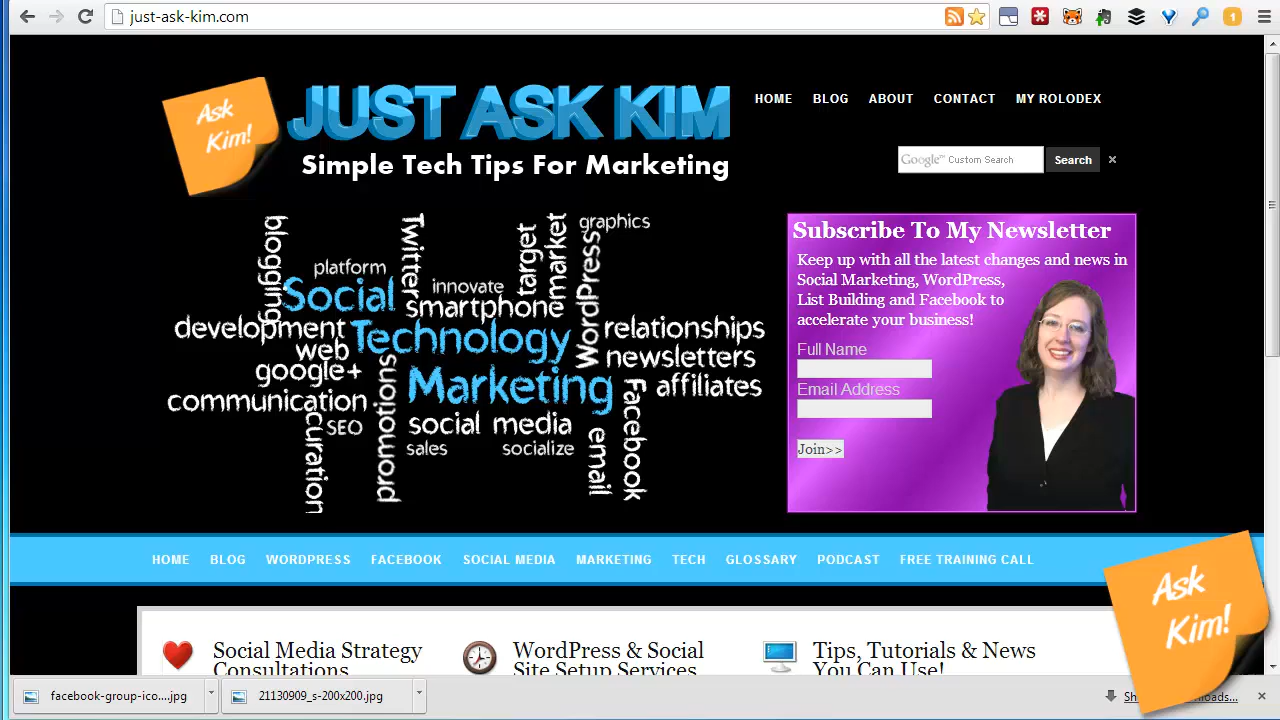 just-ask-kim.com
1
Ask
Kim!
JUST ASK KIM
Simple Tech Tips For Marketing
HOME BLOG ABOUT CONTACT MY ROLODEX
Google™ Custom Search
Search ×
blogging
platform
Twitter
innovate
target
market
graphics
Social
smartphone
WordPress
development
Technology
relationships
web
newsletters
google+
Marketing
affiliates
communication
promotions
SEO
social media
Facebook
curation
sales
socialize
email
Subscribe To My Newsletter
Keep up with all the latest changes and news in
Social Marketing, WordPress,
List Building and Facebook to
accelerate your business!
Full Name
Email Address
Join>>
HOME BLOG WORDPRESS FACEBOOK SOCIAL MEDIA MARKETING TECH GLOSSARY PODCAST FREE TRAINING CALL
Ask
Kim!
Social Media Strategy
Consultations
WordPress & Social
Site Setup Services
Tips, Tutorials & News
You Can Use!
facebook-group-ico....jpg
21130909_s-200x200.jpg